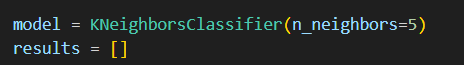 model = KNeighborsClassifier(n_neighbors=5)
results = []